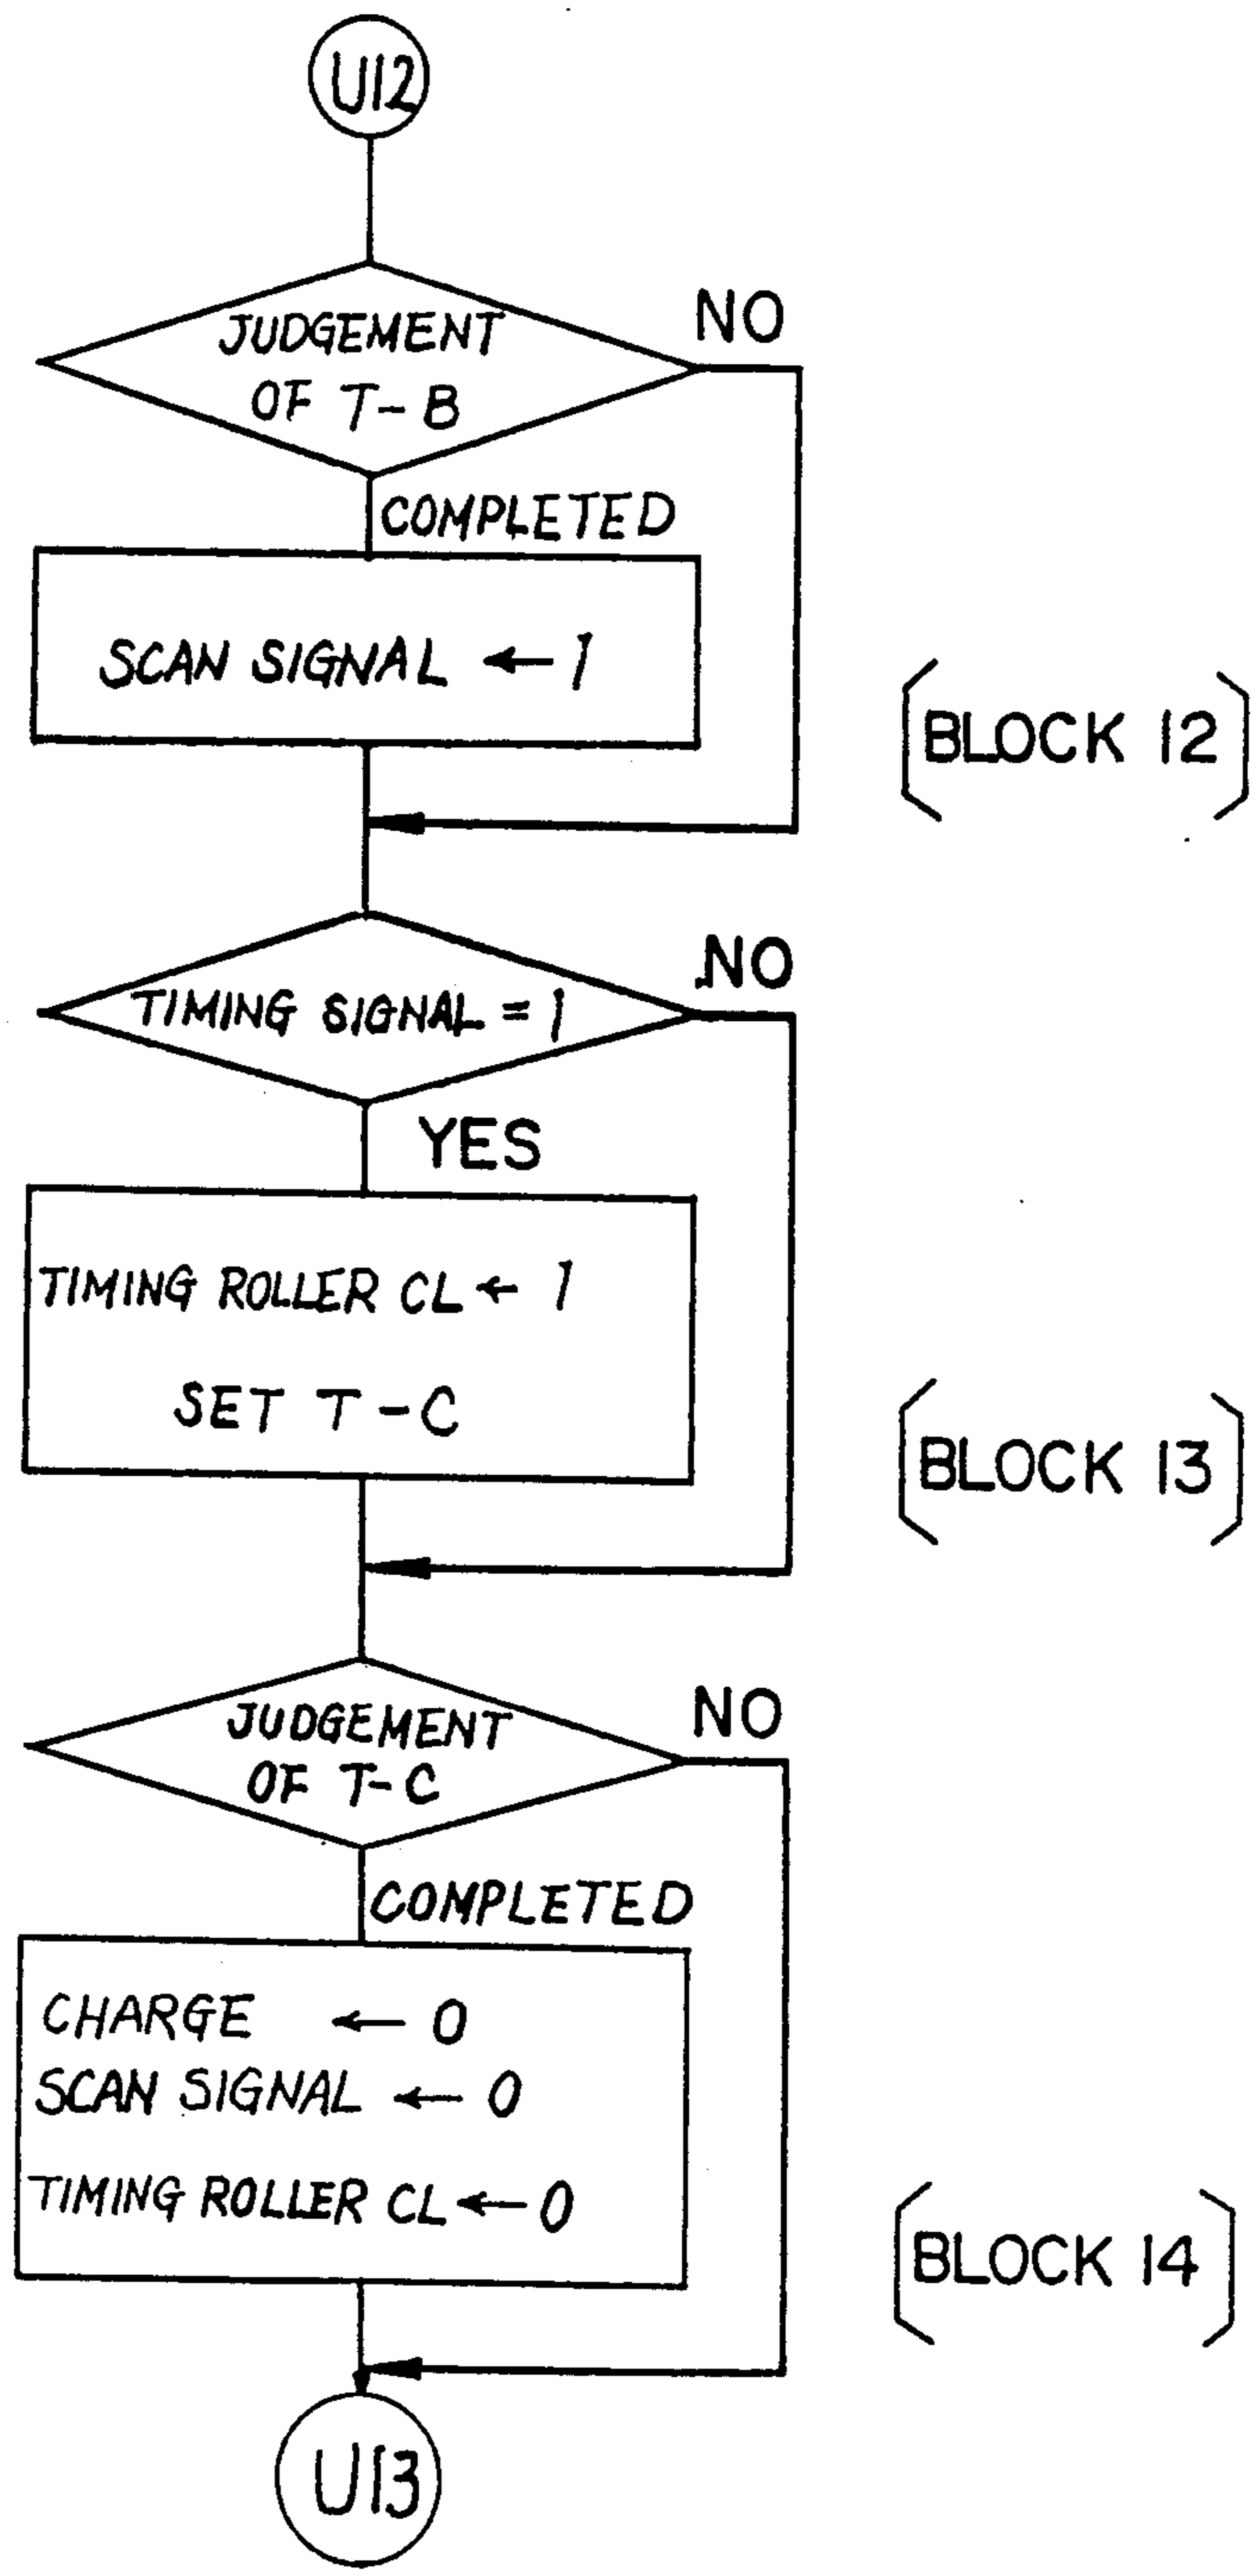 U12
JUDGEMENT
OF T-B
NO
COMPLETED
SCAN SIGNAL ← 1
[BLOCK 12]
TIMING SIGNAL = 1
NO
YES
TIMING ROLLER CL ← 1
SET T-C
[BLOCK 13]
JUDGEMENT
OF T-C
NO
COMPLETED
CHARGE ← 0
SCAN SIGNAL ← 0
TIMING ROLLER CL ← 0
[BLOCK 14]
U13